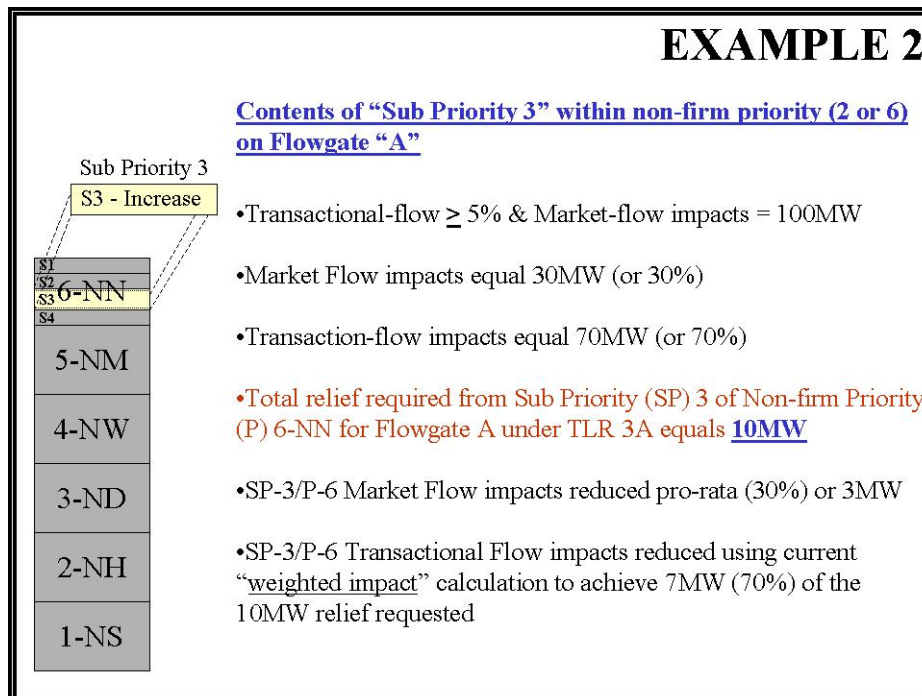 EXAMPLE 2
Contents of “Sub Priority 3” within non-firm priority (2 or 6)
on Flowgate “A”
Sub Priority 3
S3 - Increase
•Transactional-flow ≥ 5% & Market-flow impacts = 100MW
•Market Flow impacts equal 30MW (or 30%)
•Transaction-flow impacts equal 70MW (or 70%)
•Total relief required from Sub Priority (SP) 3 of Non-firm Priority
(P) 6-NN for Flowgate A under TLR 3A equals 10MW
•SP-3/P-6 Market Flow impacts reduced pro-rata (30%) or 3MW
•SP-3/P-6 Transactional Flow impacts reduced using current
“weighted impact” calculation to achieve 7MW (70%) of the
10MW relief requested
S1
S2
6-NN
S3
S4
5-NM
4-NW
3-ND
2-NH
1-NS